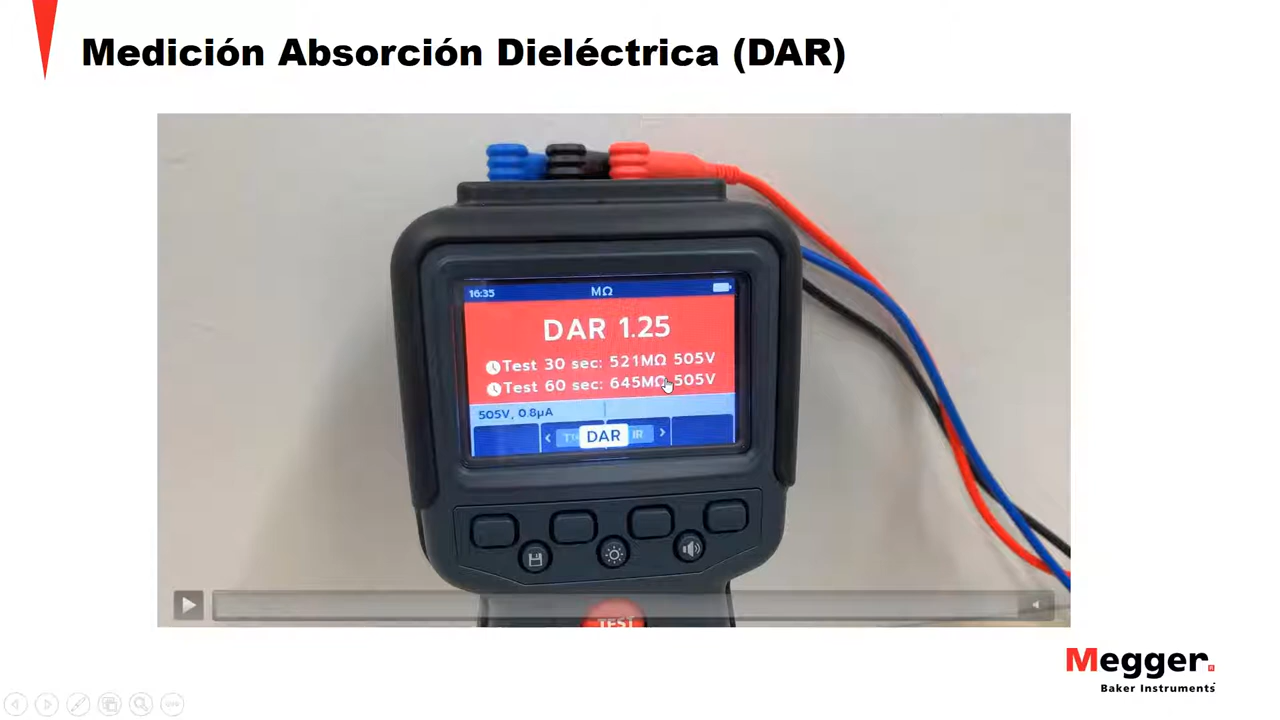 Medición Absorción Dieléctrica (DAR)
16:35
MΩ
DAR 1.25
Test 30 sec: 521MΩ 505V
Test 60 sec: 645MΩ 505V
505V, 0.8µA
< DAR IR >
TEST
Megger.
Baker Instruments